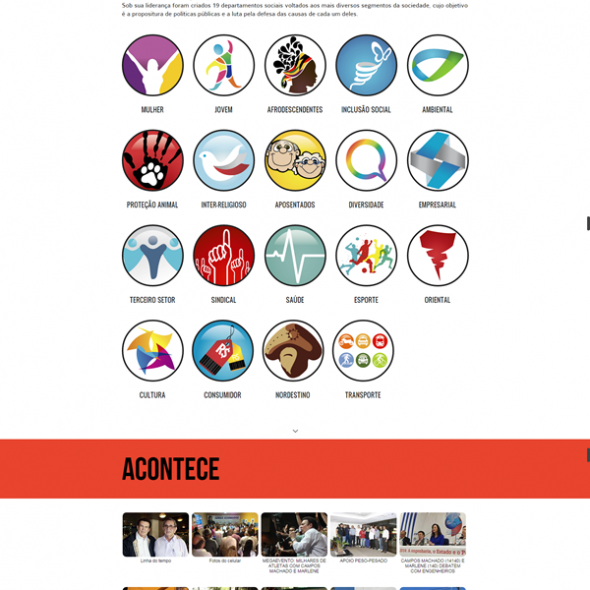 Sob sua liderança foram criados 19 departamentos sociais voltados aos mais diversos segmentos da sociedade, cujo objetivo
é a propositura de políticas públicas e a luta pela defesa das causas de cada um deles.
MULHER JOVEM AFRODESCENDENTES INCLUSÃO SOCIAL AMBIENTAL
PROTEÇÃO ANIMAL INTER-RELIGIOSO APOSENTADOS DIVERSIDADE EMPRESARIAL
TERCEIRO SETOR SINDICAL SAÚDE ESPORTE ORIENTAL
R$
CULTURA CONSUMIDOR NORDESTINO TRANSPORTE
ACONTECE
Linha do tempo Fotos do celular MEGAEVENTO: MILHARES DE APOIO PESO-PESADO CAMPOS MACHADO (14140) E
ATLETAS COM CAMPOS MARLENE (140) DEBATEM
MACHADO E MARLENE COM ENGENHEIROS